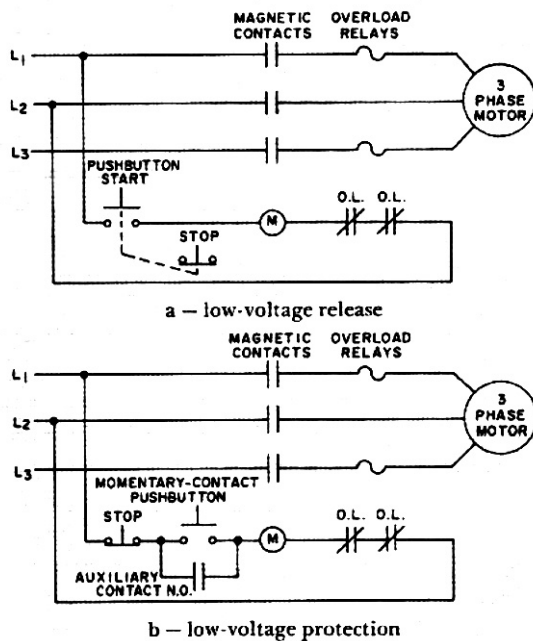 MAGNETIC OVERLOAD
CONTACTS RELAYS
L1
3
PHASE
MOTOR
L2
L3
PUSHBUTTON
START
O.L. O.L.
M
STOP
a — low-voltage release
MAGNETIC OVERLOAD
CONTACTS RELAYS
L1
3
PHASE
MOTOR
L2
L3
MOMENTARY-CONTACT
PUSHBUTTON
STOP
O.L. O.L.
M
AUXILIARY
CONTACT N.O.
b — low-voltage protection